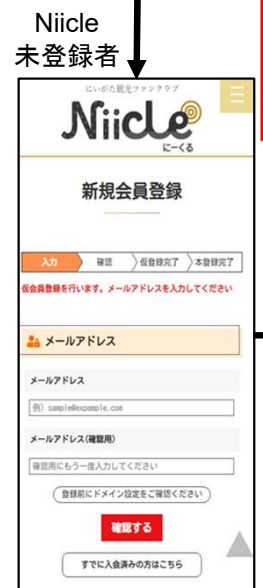 Niicle
未登録者
にいがた観光ファンクラブ
Niicle
にーくる
新規会員登録
入力 確認 仮登録完了 本登録完了
仮会員登録を行います。メールアドレスを入力してください
メールアドレス
メールアドレス
例) sample@expample.com
メールアドレス(確認用)
確認用にもう一度入力してください
登録前にドメイン設定をご確認ください
確認する
すでに入会済みの方はこちら